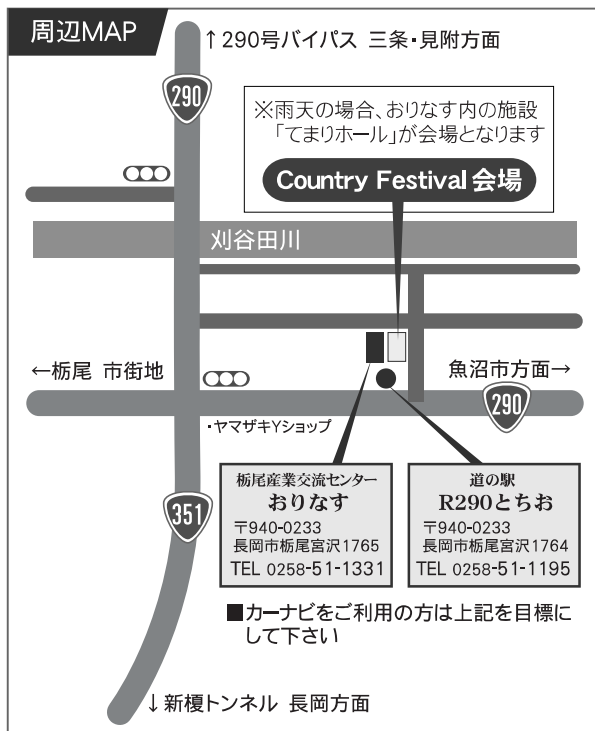 周辺MAP
↑290号バイパス 三条・見附方面
290
※雨天の場合、おりなす内の施設
「てまりホール」が会場となります
Country Festival 会場
刈谷田川
←栃尾 市街地
魚沼市方面→
290
・ヤマザキYショップ
351
栃尾産業交流センター
おりなす
〒940-0233
長岡市栃尾宮沢1765
TEL 0258-51-1331
道の駅
R290とちお
〒940-0233
長岡市栃尾宮沢1764
TEL 0258-51-1195
■カーナビをご利用の方は上記を目標に
して下さい
↓新榎トンネル 長岡方面